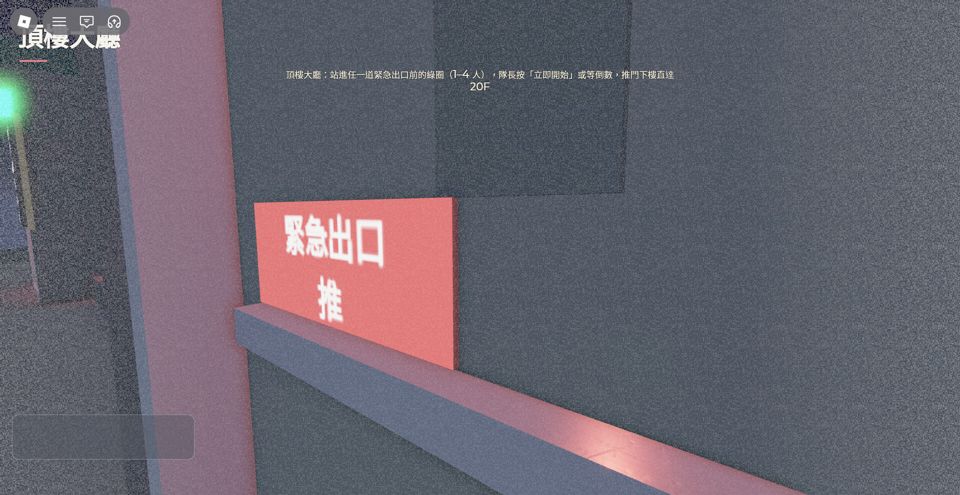 頂樓大廳
頂樓大廳：站進任一道緊急出口前的綠圈（1–4 人），隊長按「立即開始」或等倒數，推門下樓直達
20F
緊急出口
推